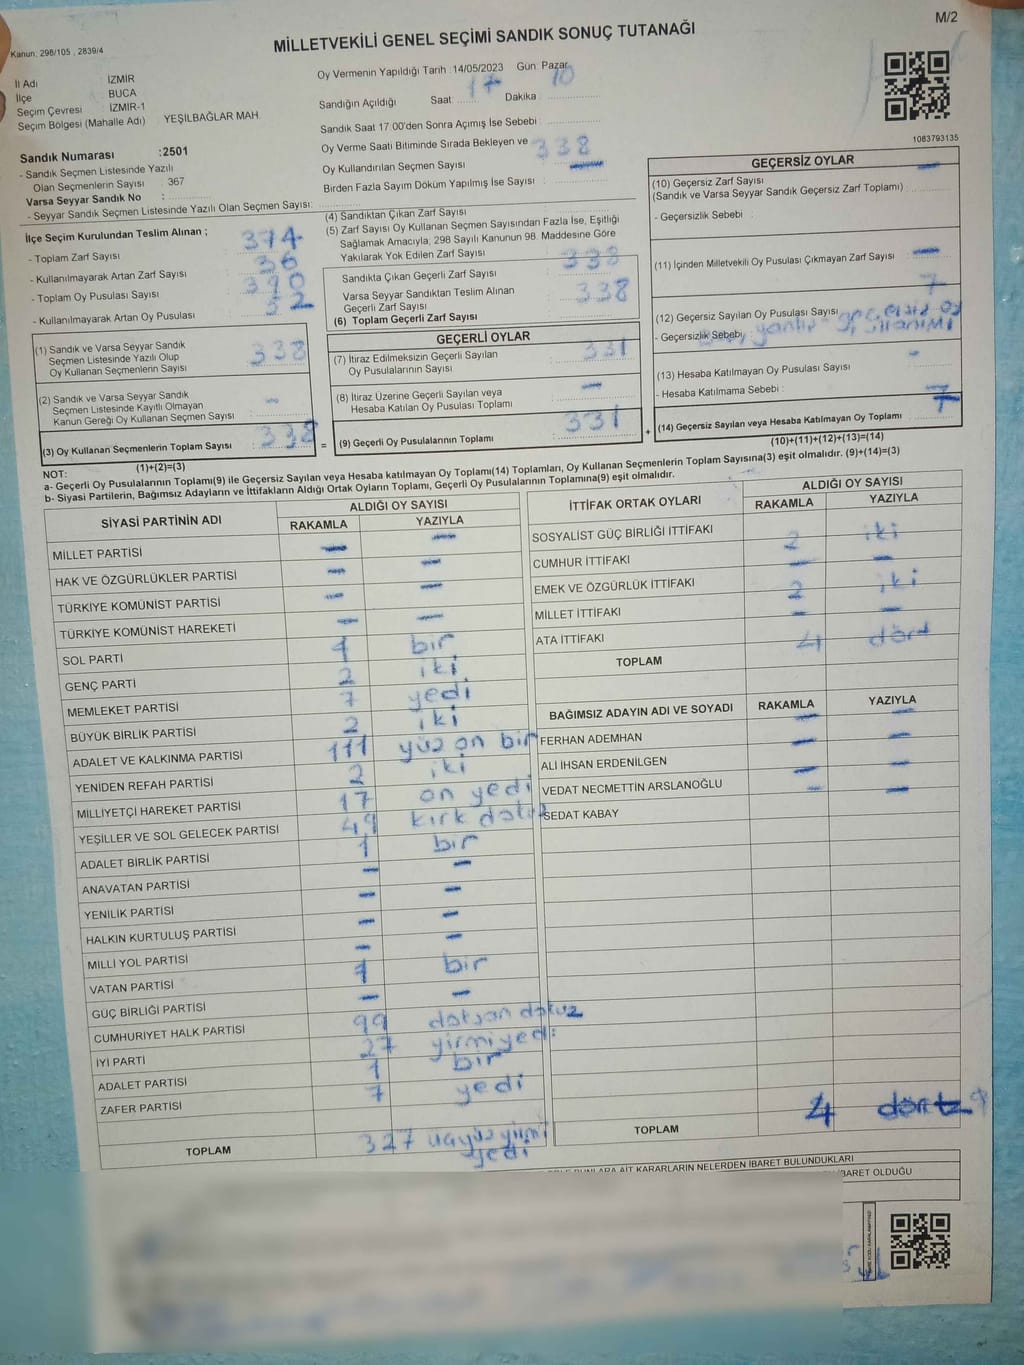 M/2
Kanun, 298/105 , 2839/4
MİLLETVEKİLİ GENEL SEÇİMİ SANDIK SONUÇ TUTANAĞI
İl Adı : İZMİR
İlçe : BUCA
Seçim Çevresi : İZMİR-1
Seçim Bölgesi (Mahalle Adı) : YEŞİLBAĞLAR MAH.
Oy Vermenin Yapıldığı Tarih :14/05/2023 Gün: Pazar
Sandığın Açıldığı Saat 17 Dakika : 10
Sandık Saat 17:00'den Sonra Açımış İse Sebebi :
Oy Verme Saati Bitiminde Sırada Bekleyen ve
Oy Kullandırılan Seçmen Sayısı : 338
Birden Fazla Sayım Döküm Yapılmış İse Sayısı :
1083793135
Sandık Numarası :2501
- Sandık Seçmen Listesinde Yazılı
Olan Seçmenlerin Sayısı : 367
Varsa Seyyar Sandık No :
- Seyyar Sandık Seçmen Listesinde Yazılı Olan Seçmen Sayısı:
İlçe Seçim Kurulundan Teslim Alınan ;
- Toplam Zarf Sayısı : 374
- Kullanılmayarak Artan Zarf Sayısı : 36
- Toplam Oy Pusulası Sayısı : 390
- Kullanılmayarak Artan Oy Pusulası : 52
(1) Sandık ve Varsa Seyyar Sandık
Seçmen Listesinde Yazılı Olup
Oy Kullanan Seçmenlerin Sayısı : 338
(2) Sandık ve Varsa Seyyar Sandık
Seçmen Listesinde Kayıtlı Olmayan
Kanun Gereği Oy Kullanan Seçmen Sayısı : -
(3) Oy Kullanan Seçmenlerin Toplam Sayısı : 338 =
(1)+(2)=(3)
(4) Sandıktan Çıkan Zarf Sayısı
(5) Zarf Sayısı Oy Kullanan Seçmen Sayısından Fazla İse, Eşitliği
Sağlamak Amacıyla, 298 Sayılı Kanunun 98. Maddesine Göre
Yakılarak Yok Edilen Zarf Sayısı :
Sandıkta Çıkan Geçerli Zarf Sayısı : 338
Varsa Seyyar Sandıktan Teslim Alınan
Geçerli Zarf Sayısı : 338
(6) Toplam Geçerli Zarf Sayısı :
GEÇERLİ OYLAR
(7) İtiraz Edilmeksizin Geçerli Sayılan
Oy Pusulalarının Sayısı : 331
(8) İtiraz Üzerine Geçerli Sayılan veya
Hesaba Katılan Oy Pusulası Toplamı : -
(9) Geçerli Oy Pusulalarının Toplamı : 331 +
GEÇERSİZ OYLAR
(10) Geçersiz Zarf Sayısı -
(Sandık ve Varsa Seyyar Sandık Geçersiz Zarf Toplamı) :
- Geçersizlik Sebebi :
(11) İçinden Milletvekili Oy Pusulası Çıkmayan Zarf Sayısı : -
(12) Geçersiz Sayılan Oy Pusulası Sayısı : 7
- Geçersizlik Sebebi : yanlış geçersiz oy
(13) Hesaba Katılmayan Oy Pusulası Sayısı : -
- Hesaba Katılmama Sebebi :
(14) Geçersiz Sayılan veya Hesaba Katılmayan Oy Toplamı : 7
(10)+(11)+(12)+(13)=(14)
NOT:
a- Geçerli Oy Pusulalarının Toplamı(9) ile Geçersiz Sayılan veya Hesaba katılmayan Oy Toplamı(14) Toplamları, Oy Kullanan Seçmenlerin Toplam Sayısına(3) eşit olmalıdır. (9)+(14)=(3)
b- Siyasi Partilerin, Bağımsız Adayların ve İttifakların Aldığı Ortak Oyların Toplamı, Geçerli Oy Pusulalarının Toplamına(9) eşit olmalıdır.
SİYASİ PARTİNİN ADI ALDIĞI OY SAYISI
RAKAMLA YAZIYLA
MİLLET PARTİSİ - -
HAK VE ÖZGÜRLÜKLER PARTİSİ - -
TÜRKİYE KOMÜNİST PARTİSİ - -
TÜRKİYE KOMÜNİST HAREKETİ - -
SOL PARTİ 1 bir
GENÇ PARTİ 2 iki
MEMLEKET PARTİSİ 7 yedi
BÜYÜK BİRLİK PARTİSİ 2 iki
ADALET VE KALKINMA PARTİSİ 111 yüz on bir
YENİDEN REFAH PARTİSİ 2 iki
MİLLİYETÇİ HAREKET PARTİSİ 17 on yedi
YEŞİLLER VE SOL GELECEK PARTİSİ 49 kırk dokuz
ADALET BİRLİK PARTİSİ 1 bir
ANAVATAN PARTİSİ - -
YENİLİK PARTİSİ - -
HALKIN KURTULUŞ PARTİSİ - -
MİLLİ YOL PARTİSİ - -
VATAN PARTİSİ 1 bir
GÜÇ BİRLİĞİ PARTİSİ - -
CUMHURİYET HALK PARTİSİ 99 doksan dokuz
İYİ PARTİ 27 yirmi yedi
ADALET PARTİSİ 1 bir
ZAFER PARTİSİ 7 yedi
TOPLAM 327 üçyüz yirmi
yedi
İTTİFAK ORTAK OYLARI ALDIĞI OY SAYISI
RAKAMLA YAZIYLA
SOSYALİST GÜÇ BİRLİĞİ İTTİFAKI
CUMHUR İTTİFAKI 2 iki
EMEK VE ÖZGÜRLÜK İTTİFAKI - -
MİLLET İTTİFAKI 2 iki
ATA İTTİFAKI - -
TOPLAM 4 dört
BAĞIMSIZ ADAYIN ADI VE SOYADI RAKAMLA YAZIYLA
FERHAN ADEMHAN - -
ALİ İHSAN ERDENİLGEN - -
VEDAT NECMETTİN ARSLANOĞLU - -
SEDAT KABAY - -
TOPLAM 4 dört
BUNLARA AİT KARARLARIN NELERDEN İBARET BULUNDUKLARI
İBARET OLDUĞU